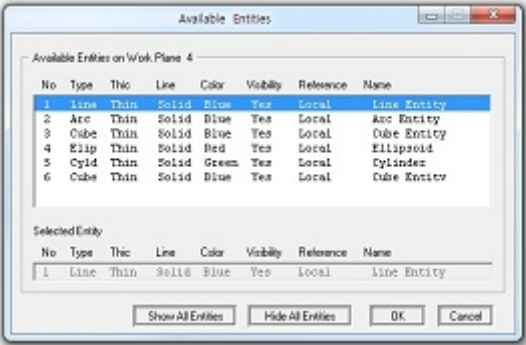 Available Entities
Available Entities on Work Plane 4
No Type Thic Line Color Visibility Reference Name
1 Line Thin Solid Blue Yes Local Line Entity
2 Arc Thin Solid Blue Yes Local Arc Entity
3 Cube Thin Solid Blue Yes Local Cube Entity
4 Elip Thin Solid Red Yes Local Ellipsoid
5 Cyld Thin Solid Green Yes Local Cylinder
6 Cube Thin Solid Blue Yes Local Cube Entity
Selected Entity
No Type Thic Line Color Visibility Reference Name
1 Line Thin Solid Blue Yes Local Line Entity
Show All Entities Hide All Entities OK Cancel